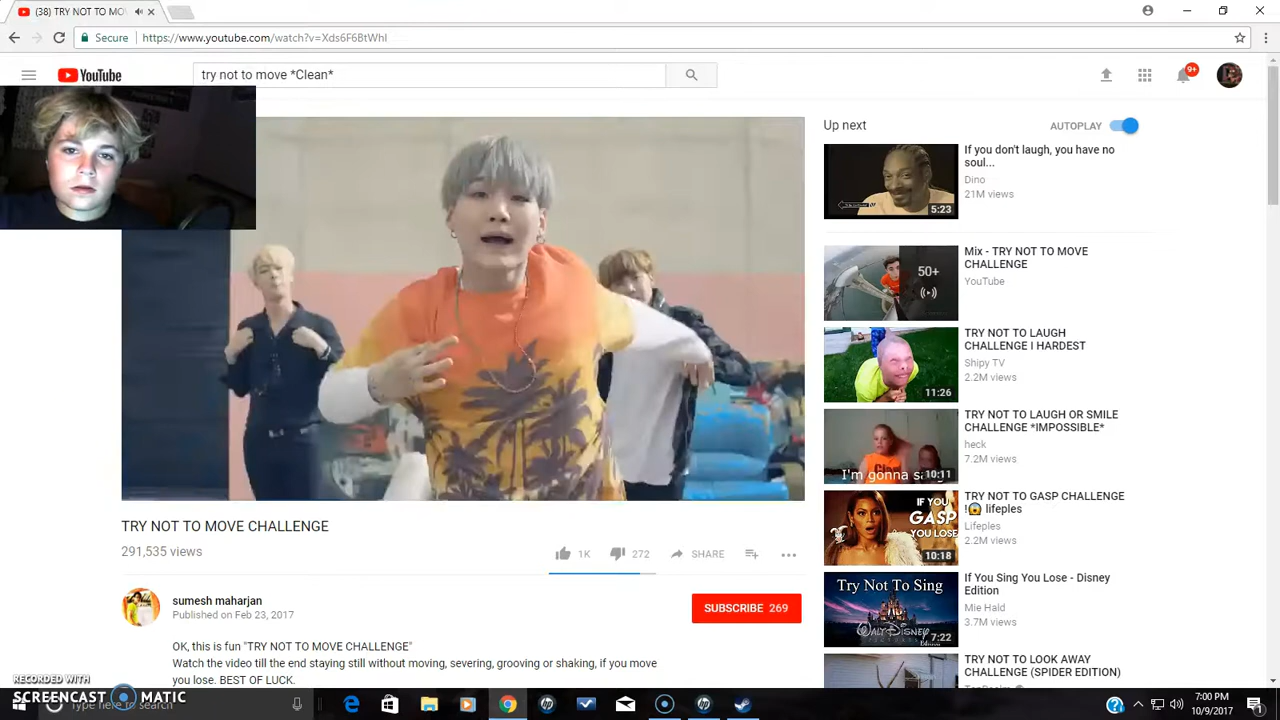 (38) TRY NOT TO MO
Secure https://www.youtube.com/watch?v=Xds6F6BtWhI
YouTube
try not to move *Clean*
9+
Up next
AUTOPLAY
If you don't laugh, you have no
soul...
Dino
21M views
5:23
Mix - TRY NOT TO MOVE
CHALLENGE
YouTube
50+
TRY NOT TO LAUGH
CHALLENGE I HARDEST
Shipy TV
2.2M views
11:26
TRY NOT TO LAUGH OR SMILE
CHALLENGE *IMPOSSIBLE*
heck
7.2M views
I'm gonna s
10:11
TRY NOT TO GASP CHALLENGE
!😱 lifeples
Lifeples
2.2M views
IF YOU
GASP
YOU LOSE
10:18
If You Sing You Lose - Disney
Edition
Mie Hald
3.7M views
Try Not To Sing
WALT DISNEY
PICTURES
Edition
7:22
TRY NOT TO LOOK AWAY
CHALLENGE (SPIDER EDITION)
TRY NOT TO MOVE CHALLENGE
291,535 views
1K
272
SHARE
sumesh maharjan
Published on Feb 23, 2017
SUBSCRIBE 269
OK, this is fun "TRY NOT TO MOVE CHALLENGE"
Watch the video till the end staying still without moving, severing, grooving or shaking, if you move
you lose. BEST OF LUCK.
RECORDED WITH
SCREENCAST MATIC
Type here to search
7:00 PM
10/9/2017